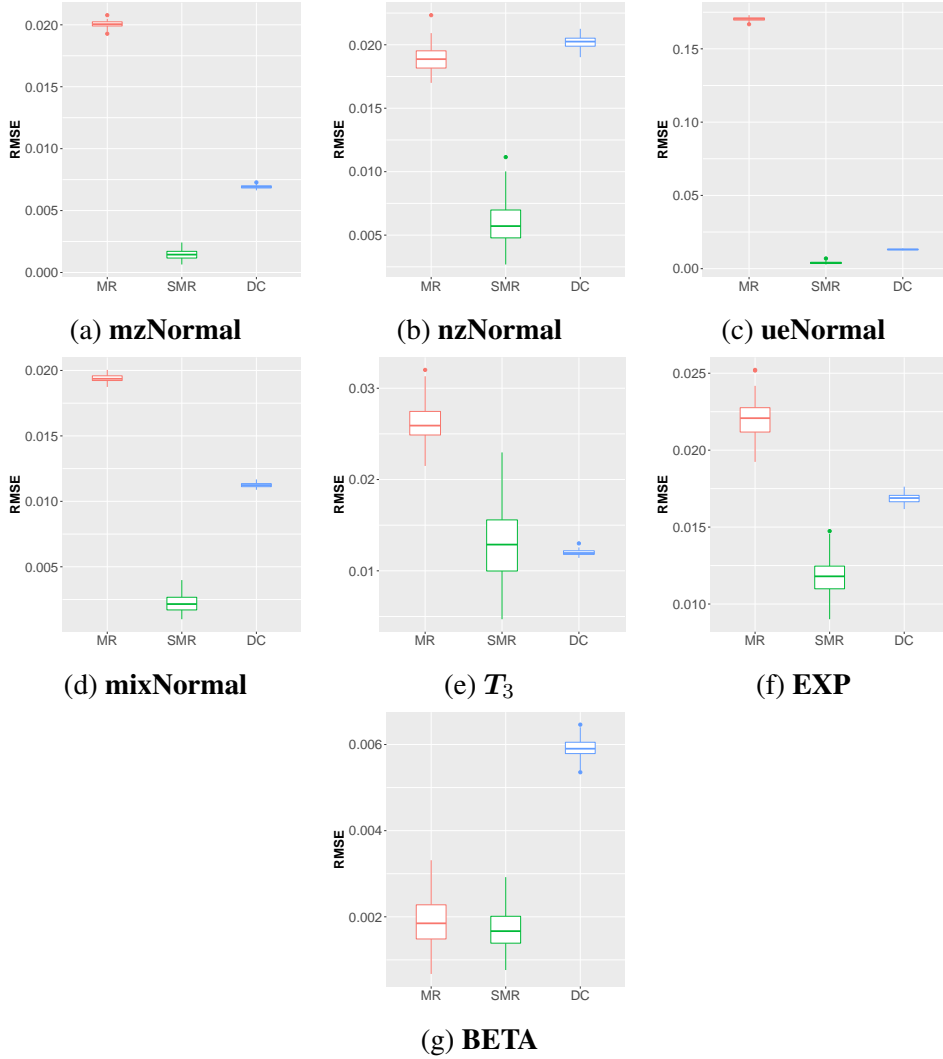 RMSE
0.020
0.015
0.010
0.005
0.000
MR SMR DC
(a) mzNormal
RMSE
0.020
0.015
0.010
0.005
MR SMR DC
(b) nzNormal
RMSE
0.15
0.10
0.05
0.00
MR SMR DC
(c) ueNormal
RMSE
0.020
0.015
0.010
0.005
MR SMR DC
(d) mixNormal
RMSE
0.03
0.02
0.01
MR SMR DC
(e) T₃
RMSE
0.025
0.020
0.015
0.010
MR SMR DC
(f) EXP
RMSE
0.006
0.004
0.002
MR SMR DC
(g) BETA